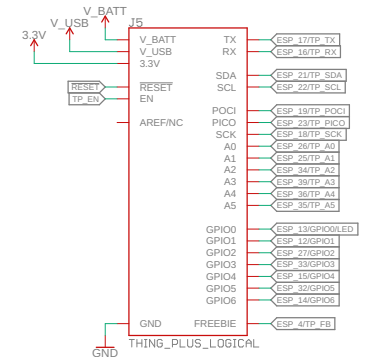 V_BATT
V_USB
J5
3.3V
V_BATT TX ESP_17/TP_TX
V_USB RX ESP_16/TP_RX
3.3V
SDA ESP_21/TP_SDA
RESET RESET SCL ESP_22/TP_SCL
TP_EN EN
POCI ESP_19/TP_POCI
AREF/NC PICO ESP_23/TP_PICO
SCK ESP_18/TP_SCK
A0 ESP_26/TP_A0
A1 ESP_25/TP_A1
A2 ESP_34/TP_A2
A3 ESP_39/TP_A3
A4 ESP_36/TP_A4
A5 ESP_35/TP_A5
GPIO0 ESP_13/GPIO0/LED
GPIO1 ESP_12/GPIO1
GPIO2 ESP_27/GPIO2
GPIO3 ESP_33/GPIO3
GPIO4 ESP_15/GPIO4
GPIO5 ESP_32/GPIO5
GPIO6 ESP_14/GPIO6
GND FREEBIE ESP_4/TP_FB
THING_PLUS_LOGICAL
GND